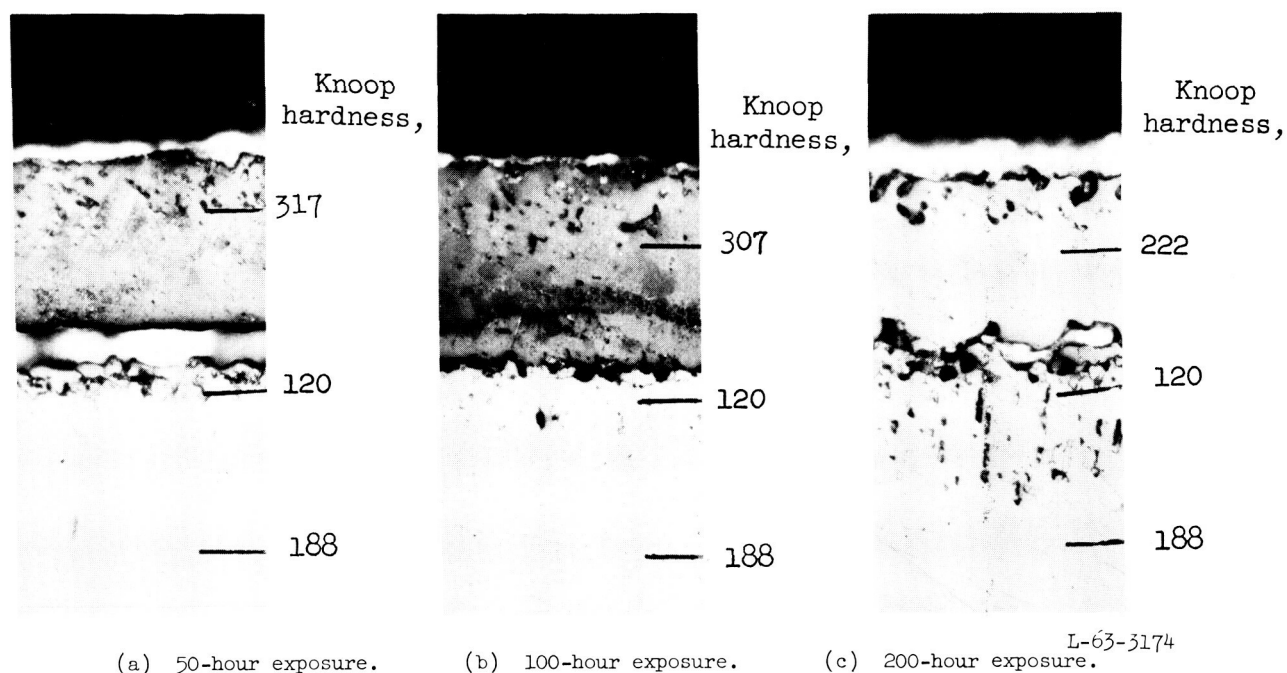 Knoop
hardness,
317
120
188
Knoop
hardness,
307
120
188
Knoop
hardness,
222
120
188
L-63-3174
(a) 50-hour exposure.
(b) 100-hour exposure.
(c) 200-hour exposure.